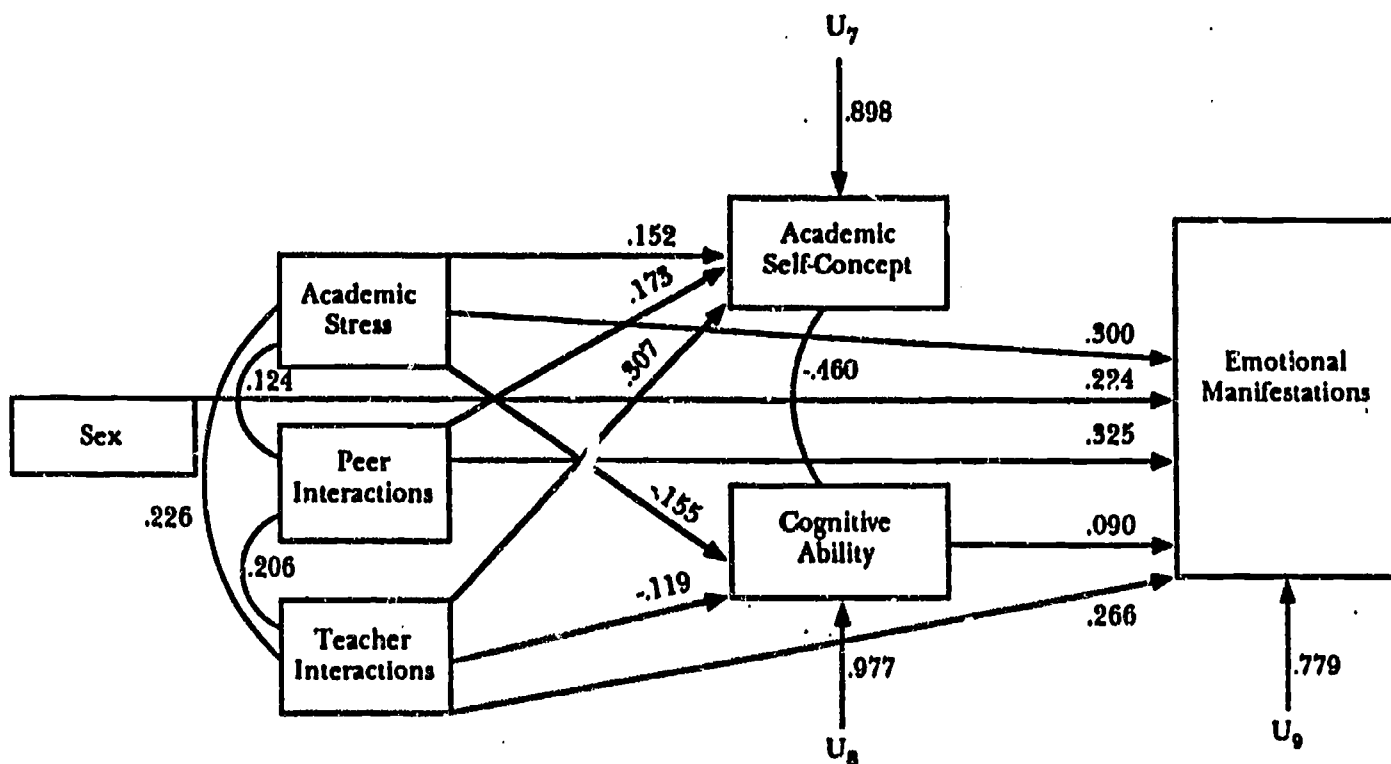 U7
.898
Academic
Self-Concept
.152
.173
.307
Academic
Stress
.300
Emotional
Manifestations
-.460
.124
.224
Sex
.325
Peer
Interactions
-.155
Cognitive
Ability
.090
.226
.206
-.119
.266
Teacher
Interactions
.977
.779
U8
U9